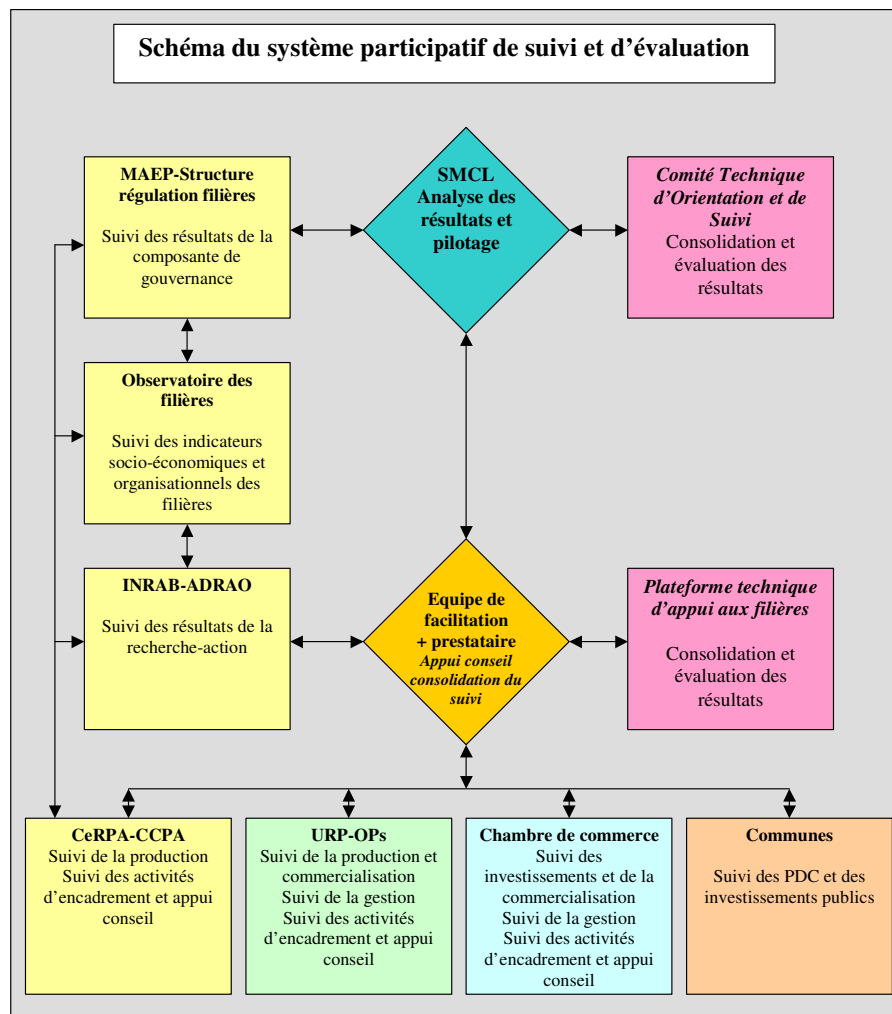 Schéma du système participatif de suivi et d'évaluation
MAEP-Structure
régulation filières
Suivi des résultats de la
composante de
gouvernance
SMCL
Analyse des
résultats et
pilotage
Comité Technique
d'Orientation et de
Suivi
Consolidation et
évaluation des
résultats
Observatoire des
filières
Suivi des indicateurs
socio-économiques et
organisationnels des
filières
INRAB-ADRAO
Suivi des résultats de la
recherche-action
Equipe de
facilitation
+ prestataire
Appui conseil
consolidation du
suivi
Plateforme technique
d'appui aux filières
Consolidation et
évaluation des
résultats
CeRPA-CCPA
Suivi de la production
Suivi des activités
d'encadrement et appui
conseil
URP-OPs
Suivi de la production et
commercialisation
Suivi de la gestion
Suivi des activités
d'encadrement et appui
conseil
Chambre de commerce
Suivi des
investissements et de la
commercialisation
Suivi de la gestion
Suivi des activités
d'encadrement et appui
conseil
Communes
Suivi des PDC et des
investissements publics